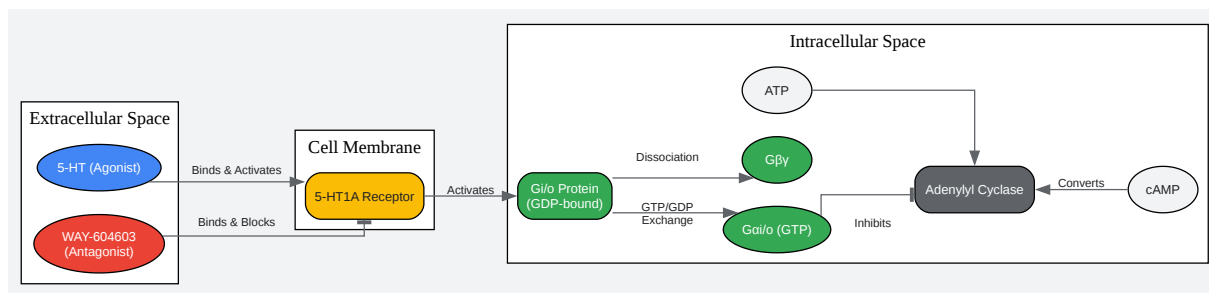 Extracellular Space
5-HT (Agonist)
WAY-604603
(Antagonist)
Binds & Activates
Binds & Blocks
Cell Membrane
5-HT1A Receptor
Activates
Intracellular Space
Gi/o Protein
(GDP-bound)
Dissociation
GTP/GDP
Exchange
ATP
Gβγ
Gαi/o (GTP)
Inhibits
Adenylyl Cyclase
Converts
cAMP